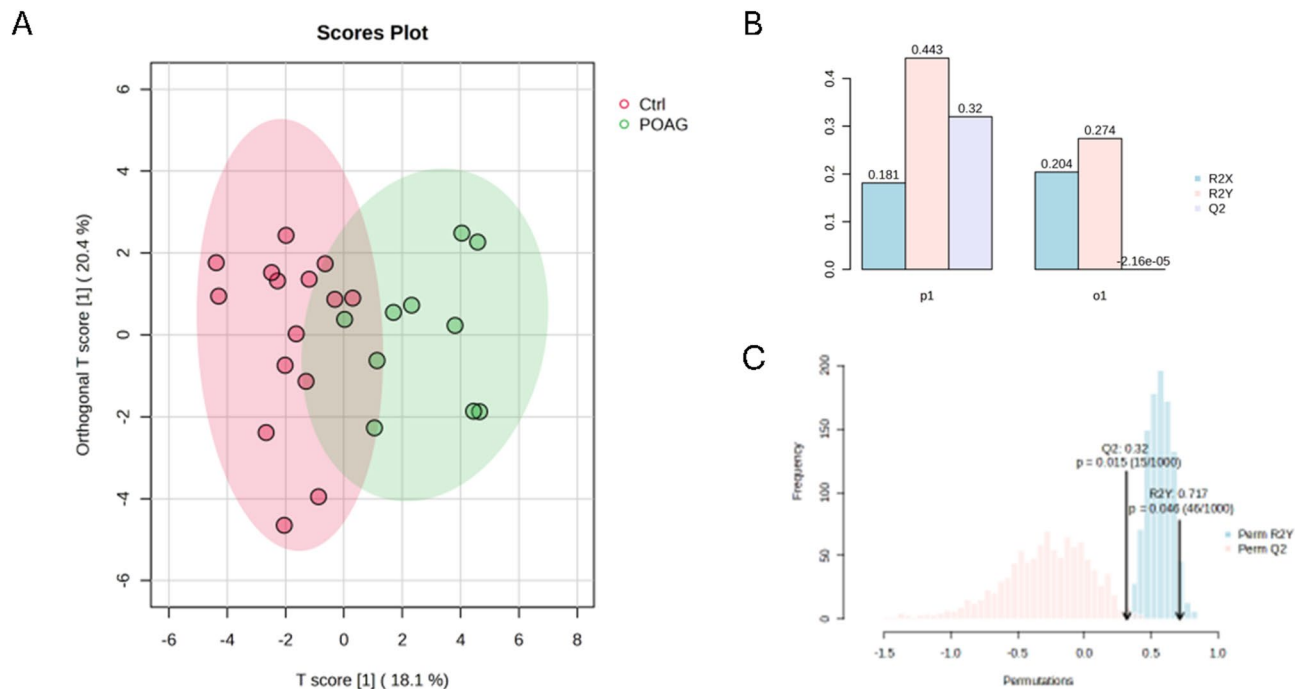 A
Scores Plot
6
4
2
0
-2
-4
-6
Orthogonal T score [1] ( 20.4 %)
-6 -4 -2 0 2 4 6 8
T score [1] ( 18.1 %)
Ctrl
POAG
B
0.4
0.3
0.2
0.1
0.0
0.181
0.443
0.32
0.204
0.274
-2.16e-05
p1 o1
R2X
R2Y
Q2
C
200
150
100
50
0
Frequency
Q2: 0.32
p = 0.015 (15/1000)
R2Y: 0.717
p = 0.046 (46/1000)
Perm R2Y
Perm Q2
-1.5 -1.0 -0.5 0.0 0.5 1.0
Permutations